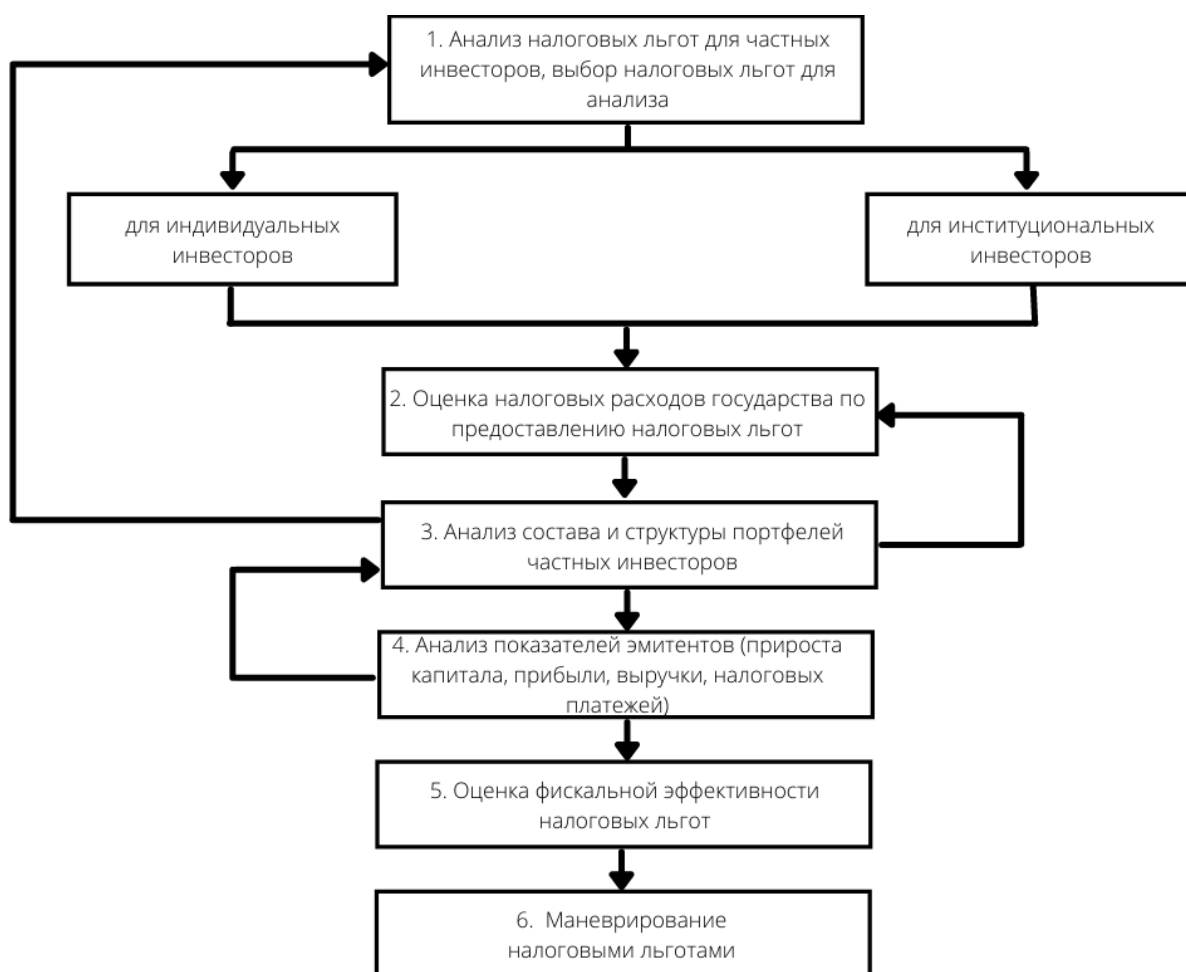 1. Анализ налоговых льгот для частных
инвесторов, выбор налоговых льгот для
анализа
для индивидуальных
инвесторов
для институциональных
инвесторов
2. Оценка налоговых расходов государства по
предоставлению налоговых льгот
3. Анализ состава и структуры портфелей
частных инвесторов
4. Анализ показателей эмитентов (прироста
капитала, прибыли, выручки, налоговых
платежей)
5. Оценка фискальной эффективности
налоговых льгот
6. Маневрирование
налоговыми льготами